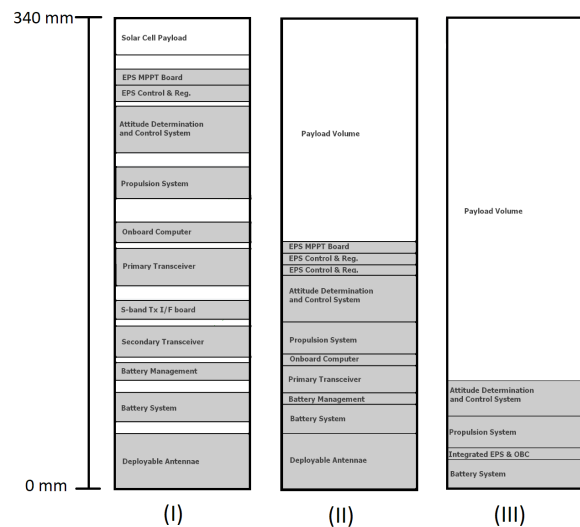 340 mm
0 mm
Solar Cell Payload
EPS MPPT Board
EPS Control & Reg.
Attitude Determination
and Control System
Propulsion System
Onboard Computer
Primary Transceiver
S-band Tx I/F board
Secondary Transceiver
Battery Management
Battery System
Deployable Antennae
(I)
Payload Volume
EPS MPPT Board
EPS Control & Reg.
EPS Control & Reg.
Attitude Determination
and Control System
Propulsion System
Onboard Computer
Primary Transceiver
Battery Management
Battery System
Deployable Antennae
(II)
Payload Volume
Attitude Determination
and Control System
Propulsion System
Integrated EPS & OBC
Battery System
(III)